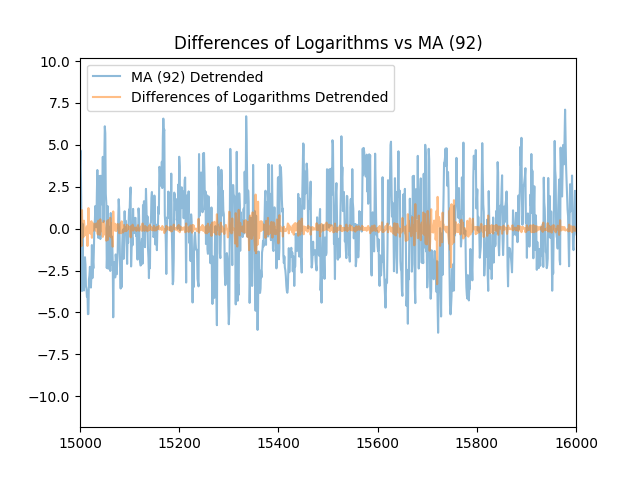 Differences of Logarithms vs MA (92)
MA (92) Detrended
Differences of Logarithms Detrended
10.0
7.5
5.0
2.5
0.0
−2.5
−5.0
−7.5
−10.0
15000 15200 15400 15600 15800 16000